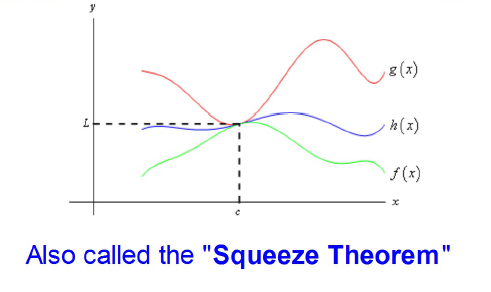 y
g(x)
L
h(x)
f(x)
x
c
Also called the "Squeeze Theorem"